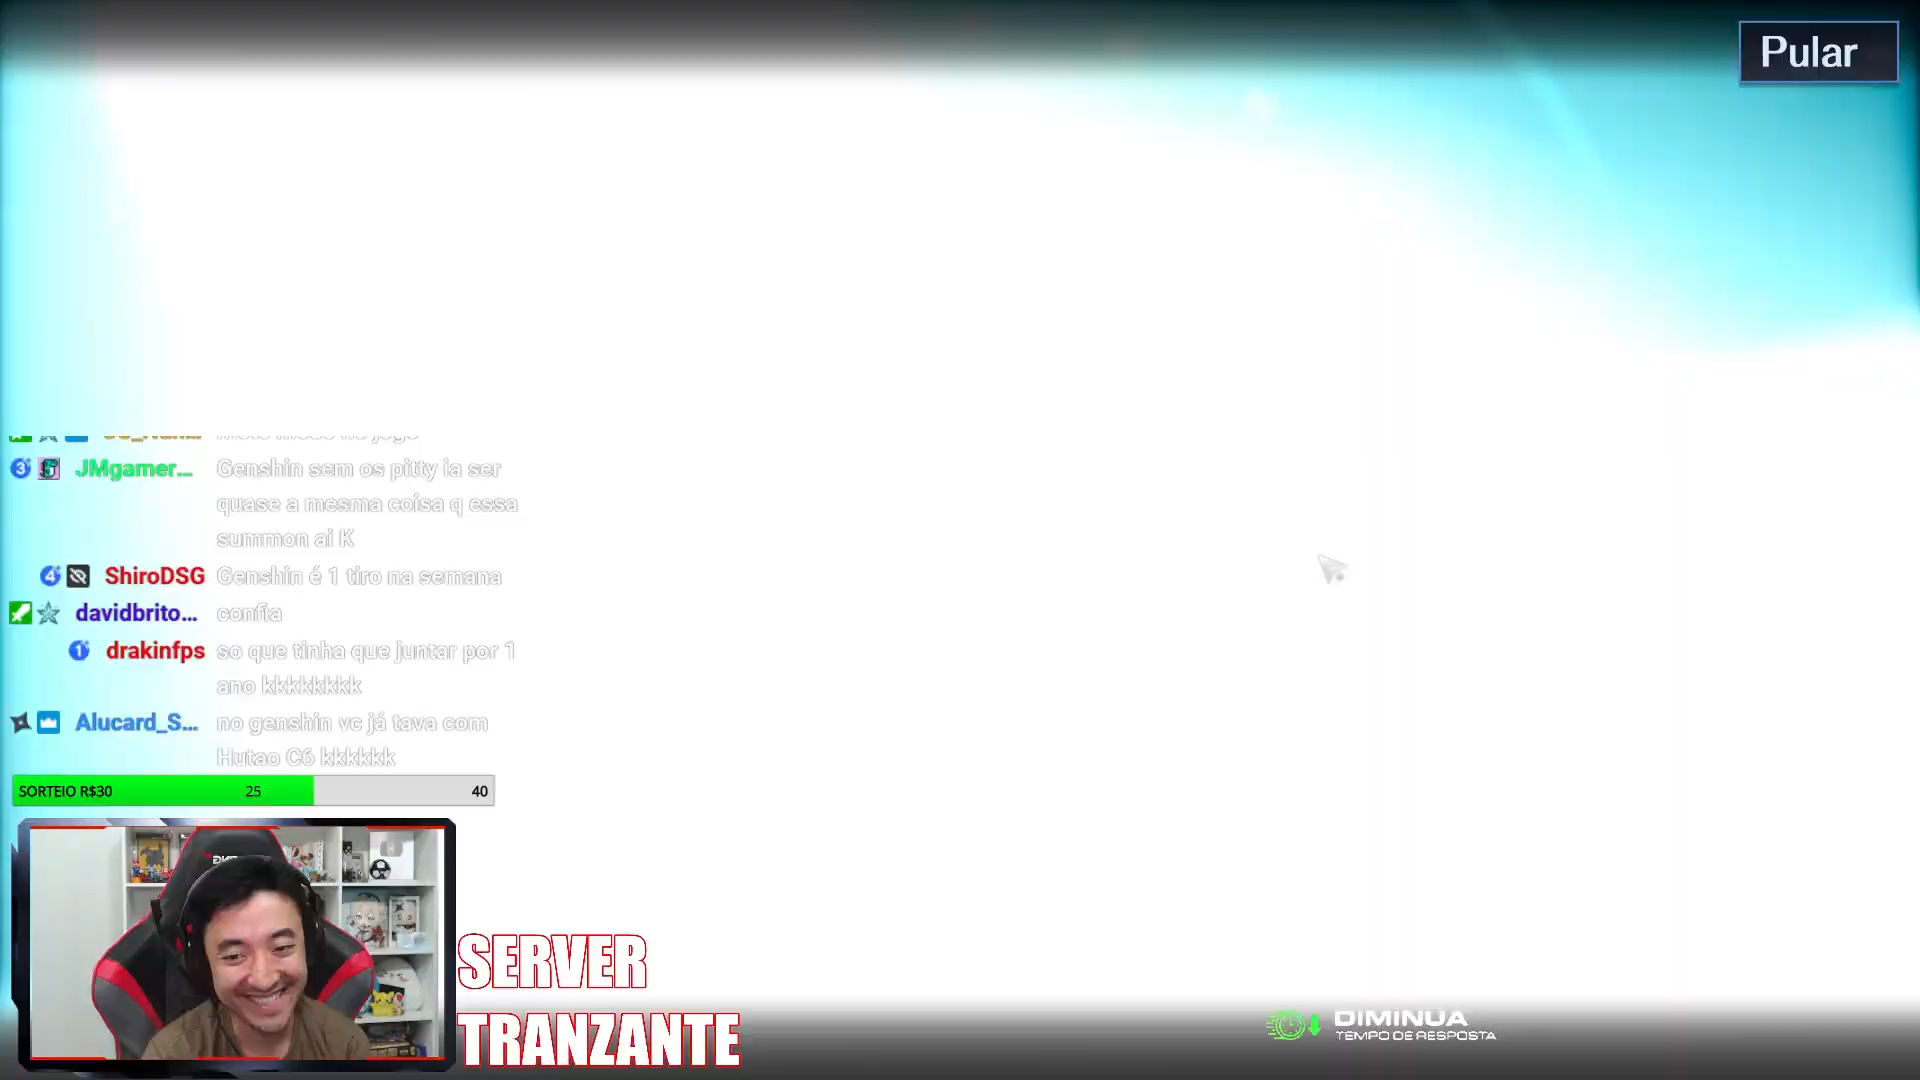 Pular
JMgamer... Genshin sem os pitty ia ser
quase a mesma coisa q essa
summon ai K
ShiroDSG Genshin é 1 tiro na semana
davidbrito... confia
drakinfps so que tinha que juntar por 1
ano kkkkkkkk
Alucard_S... no genshin vc já tava com
Hutao C6 kkkkkk
SORTEIO R$30 25 40
SERVER
TRANZANTE
DIMINUA
TEMPO DE RESPOSTA